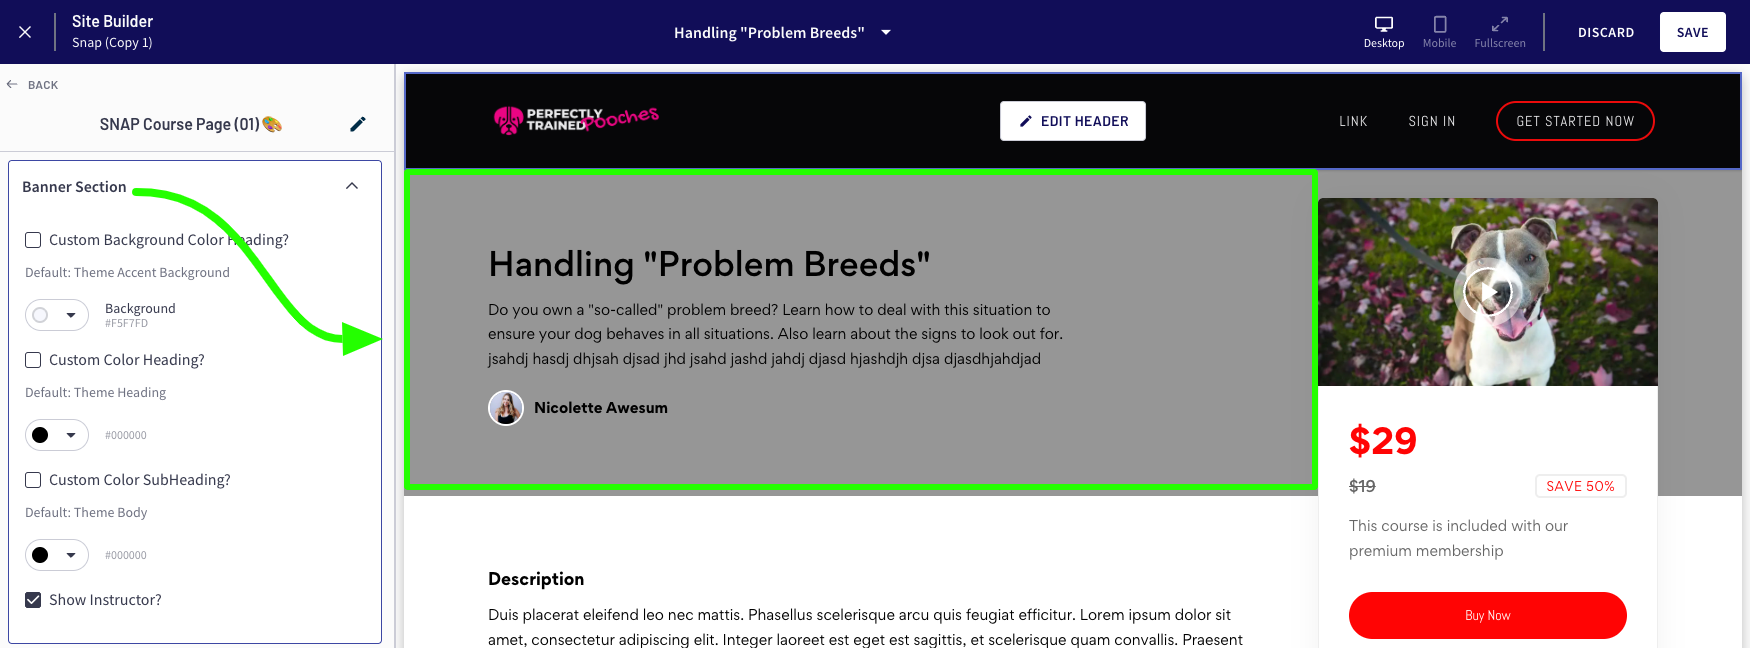 Site Builder
Snap (Copy 1)
Handling "Problem Breeds"
Desktop
Mobile
Fullscreen
DISCARD
SAVE
BACK
SNAP Course Page (01)🎨
Banner Section
Custom Background Color Heading?
Default: Theme Accent Background
Background
#F5F7FD
Custom Color Heading?
Default: Theme Heading
#000000
Custom Color SubHeading?
Default: Theme Body
#000000
Show Instructor?
PERFECTLY
TRAINED Pooches
EDIT HEADER
LINK
SIGN IN
GET STARTED NOW
Handling "Problem Breeds"
Do you own a "so-called" problem breed? Learn how to deal with this situation to
ensure your dog behaves in all situations. Also learn about the signs to look out for.
jsahdj hasdj dhjsah djsad jhd jsahd jashd jahdj djasd hjashdjh djsa djasdhjahdjad
Nicolette Awesum
$29
$19
SAVE 50%
This course is included with our
premium membership
Buy Now
Description
Duis placerat eleifend leo nec mattis. Phasellus scelerisque arcu quis feugiat efficitur. Lorem ipsum dolor sit
amet, consectetur adipiscing elit. Integer laoreet est eget est sagittis, et scelerisque quam convallis. Praesent